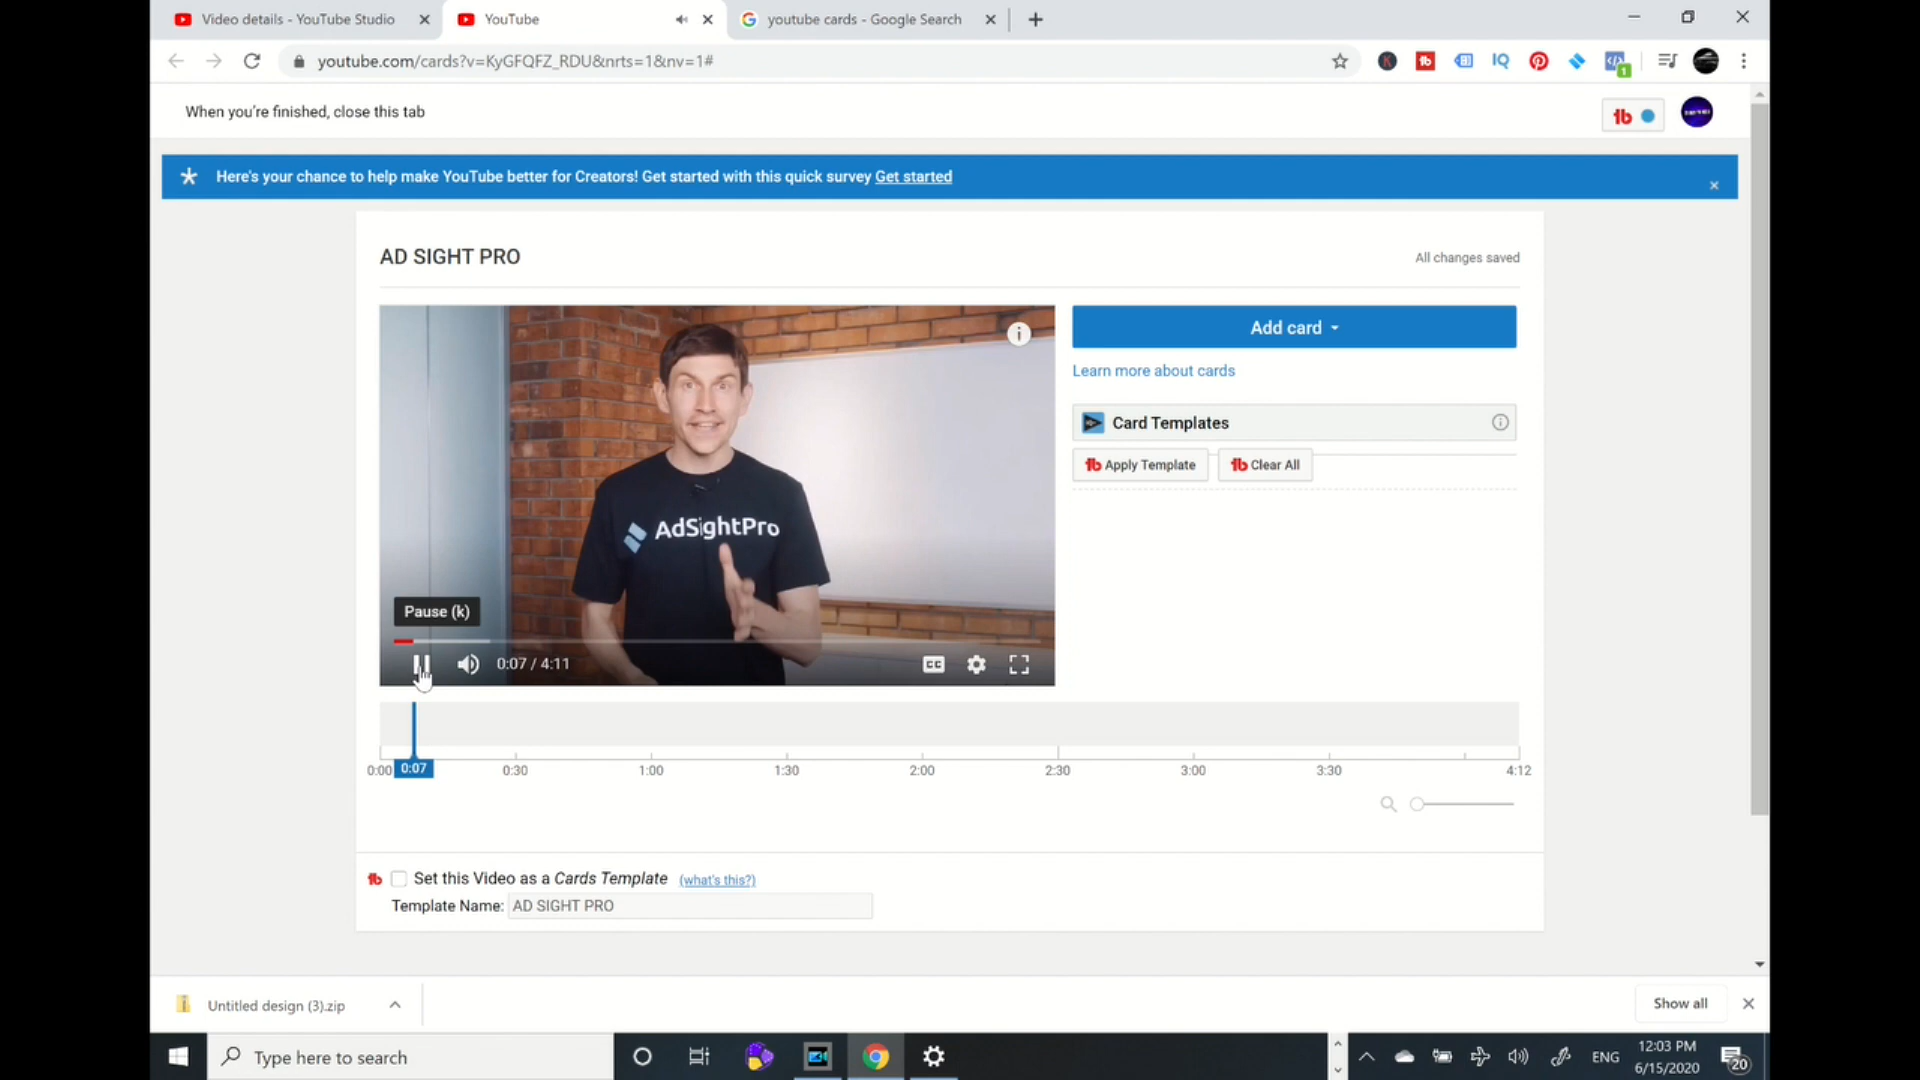 Video details - YouTube Studio
YouTube
youtube cards - Google Search
youtube.com/cards?v=KyGFQFZ_RDU&nrts=1&nv=1#
IQ
1
When you're finished, close this tab
Here's your chance to help make YouTube better for Creators! Get started with this quick survey Get started
AD SIGHT PRO
All changes saved
Add card
Learn more about cards
Card Templates
Apply Template
Clear All
AdSightPro
Pause (k)
0:07 / 4:11
CC
0:00 0:07 0:30 1:00 1:30 2:00 2:30 3:00 3:30 4:12
Set this Video as a Cards Template (what's this?)
Template Name: AD SIGHT PRO
Untitled design (3).zip
Show all
Type here to search
ENG
12:03 PM
6/15/2020
20